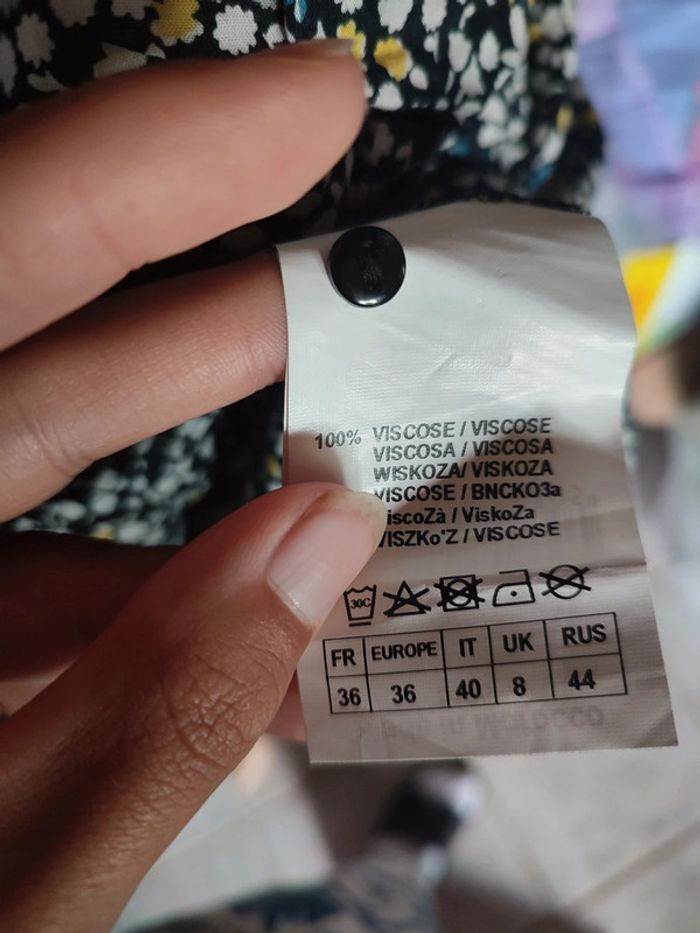 100% VISCOSE / VISCOSE
VISCOSA / VISCOSA
WISKOZA/ VISKOZA
VISCOSE / BNCKO3a
iscoZà / ViskoZa
VISZKo'Z / VISCOSE
30C
FR EUROPE IT UK RUS
36 36 40 8 44